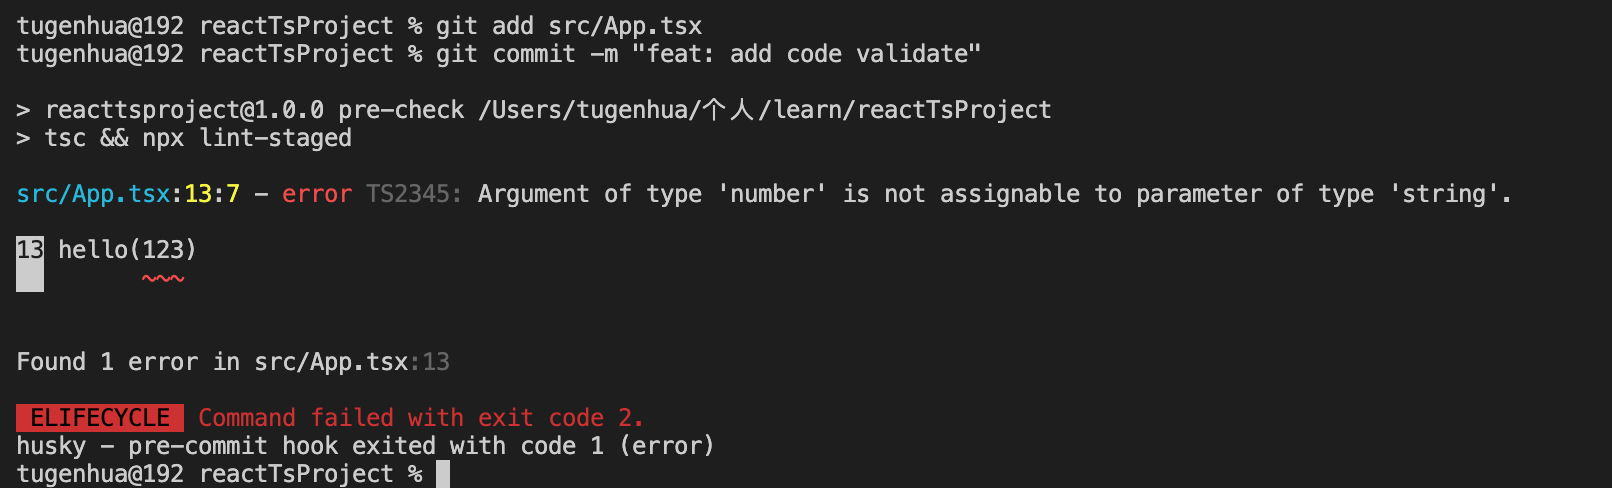 tugenhua@192 reactTsProject % git add src/App.tsx
tugenhua@192 reactTsProject % git commit -m "feat: add code validate"
> reacttsproject@1.0.0 pre-check /Users/tugenhua/个人/learn/reactTsProject
> tsc && npx lint-staged
src/App.tsx:13:7 - error TS2345: Argument of type 'number' is not assignable to parameter of type 'string'.
13 hello(123)
~~~
Found 1 error in src/App.tsx:13
ELIFECYCLE Command failed with exit code 2.
husky - pre-commit hook exited with code 1 (error)
tugenhua@192 reactTsProject %